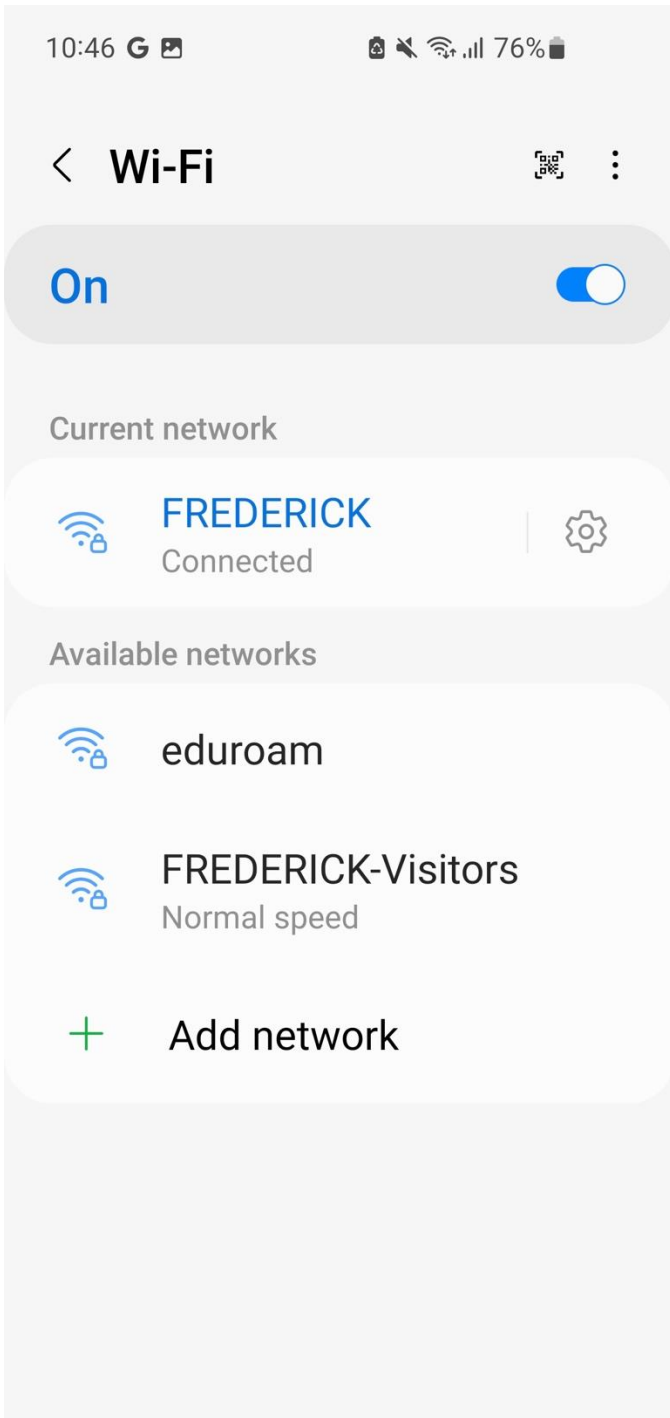 10:46 G 76%
Wi-Fi
On
Current network
FREDERICK
Connected
Available networks
eduroam
FREDERICK-Visitors
Normal speed
Add network